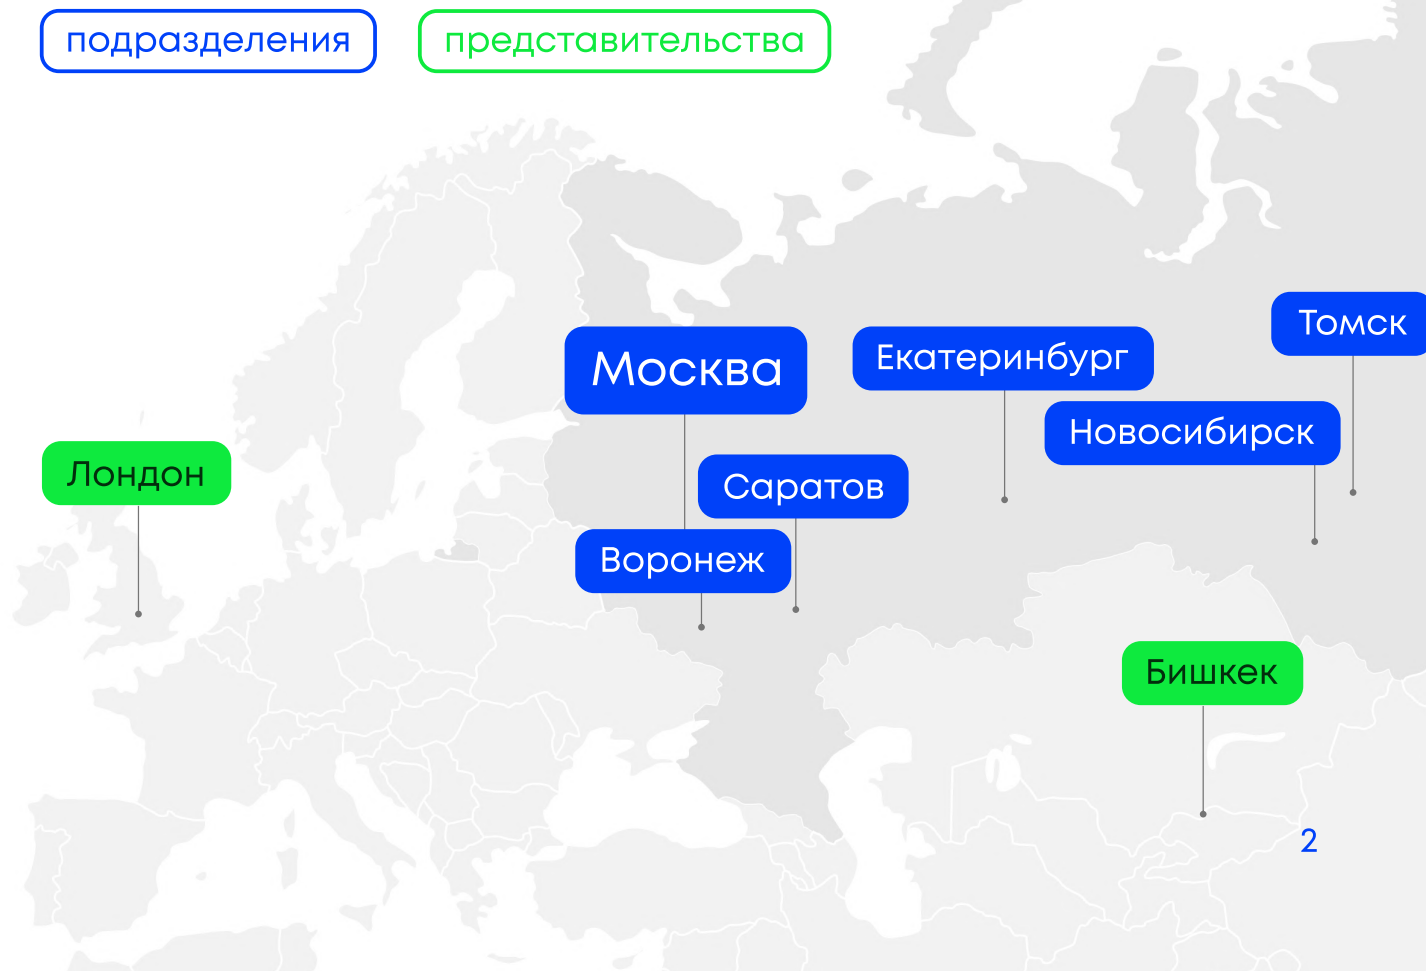 подразделения
представительства
Томск
Москва
Екатеринбург
Новосибирск
Лондон
Саратов
Воронеж
Бишкек
2